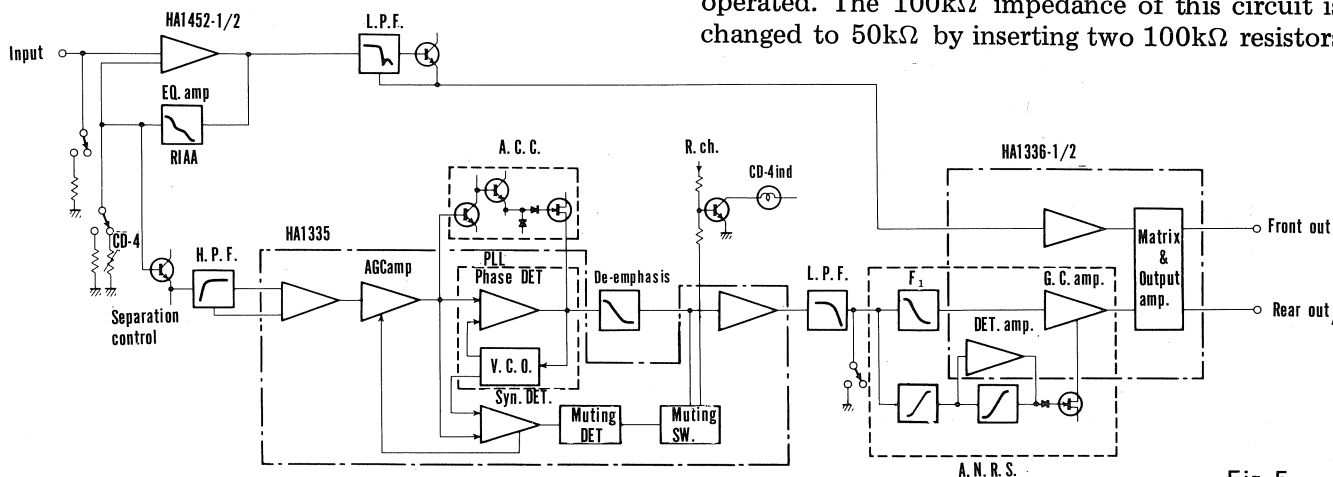 operated. The 100kΩ impedance of this circuit is
changed to 50kΩ by inserting two 100kΩ resistors
HA1452-1/2
L.P.F.
Input
EQ. amp
RIAA
A. C. C.
R. ch.
CD-4 ind
HA1336-1/2
CD-4
H. P. F.
HA1335
AGCamp
PLL
Phase DET
De-emphasis
L. P. F.
F1
G. C. amp.
Matrix
&
Output
amp.
Front out
Rear out
Separation
control
DET. amp.
V. C. O.
Syn. DET.
Muting
DET
Muting
SW.
A. N. R. S.